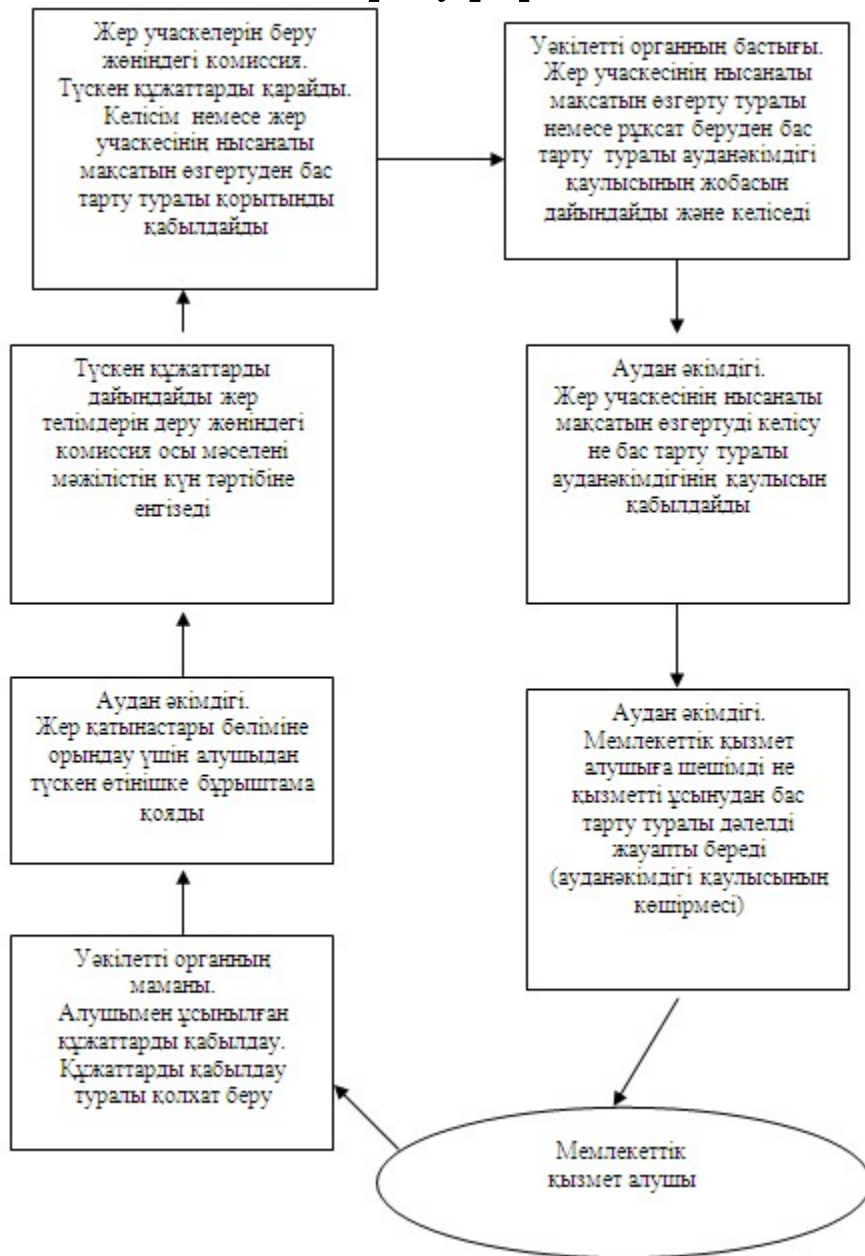 Жер учаскелерін беру
жөніндегі комиссия.
Түскен құжаттарды қарайды.
Келісім немесе жер
учаскесінің нысаналы
мақсатын өзгертуден бас
тарту туралы қорытынды
қабылдайды
Уәкілетті органның бастығы.
Жер учаскесінің нысаналы
мақсатын өзгерту туралы
немесе рұқсат беруден бас
тарту туралы ауданәкімдігі
қаулысының жобасын
дайындайды және келіседі
Түскен құжаттарды
дайындайды жер
телімдерін деру жөніндегі
комиссия осы мәселені
мәжілістің күн тәртібіне
енгізеді
Аудан әкімдігі.
Жер учаскесінің нысаналы
мақсатын өзгертуді келісу
не бас тарту туралы
ауданәкімдігінің қаулысын
қабылдайды
Аудан әкімдігі.
Жер қатынастары бөліміне
орындау үшін алушыдан
түскен өтінішке бұрыштама
қояды
Аудан әкімдігі.
Мемлекеттік қызмет
алушыға шешімді не
қызметті ұсынудан бас
тарту туралы дәлелді
жауапты береді
(ауданәкімдігі қаулысының
көшірмесі)
Уәкілетті органның
маманы.
Алушымен ұсынылған
құжаттарды қабылдау.
Құжаттарды қабылдау
туралы қолхат беру
Мемлекеттік
қызмет алушы